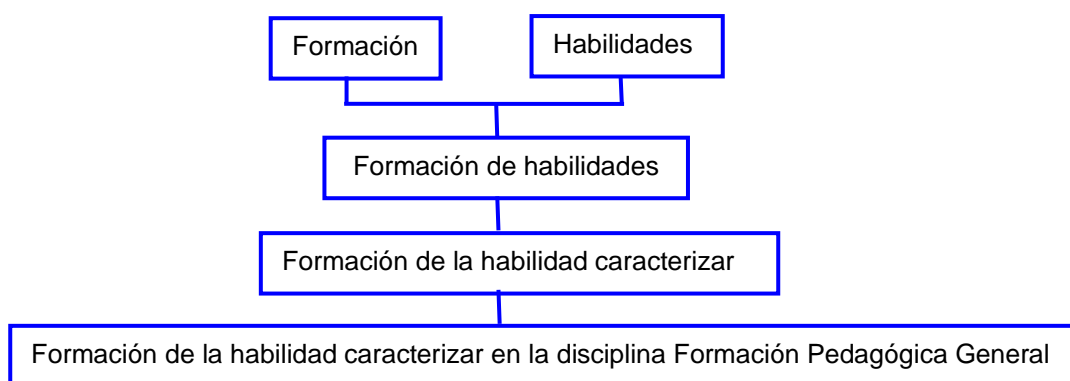 Formación
Habilidades
Formación de habilidades
Formación de la habilidad caracterizar
Formación de la habilidad caracterizar en la disciplina Formación Pedagógica General